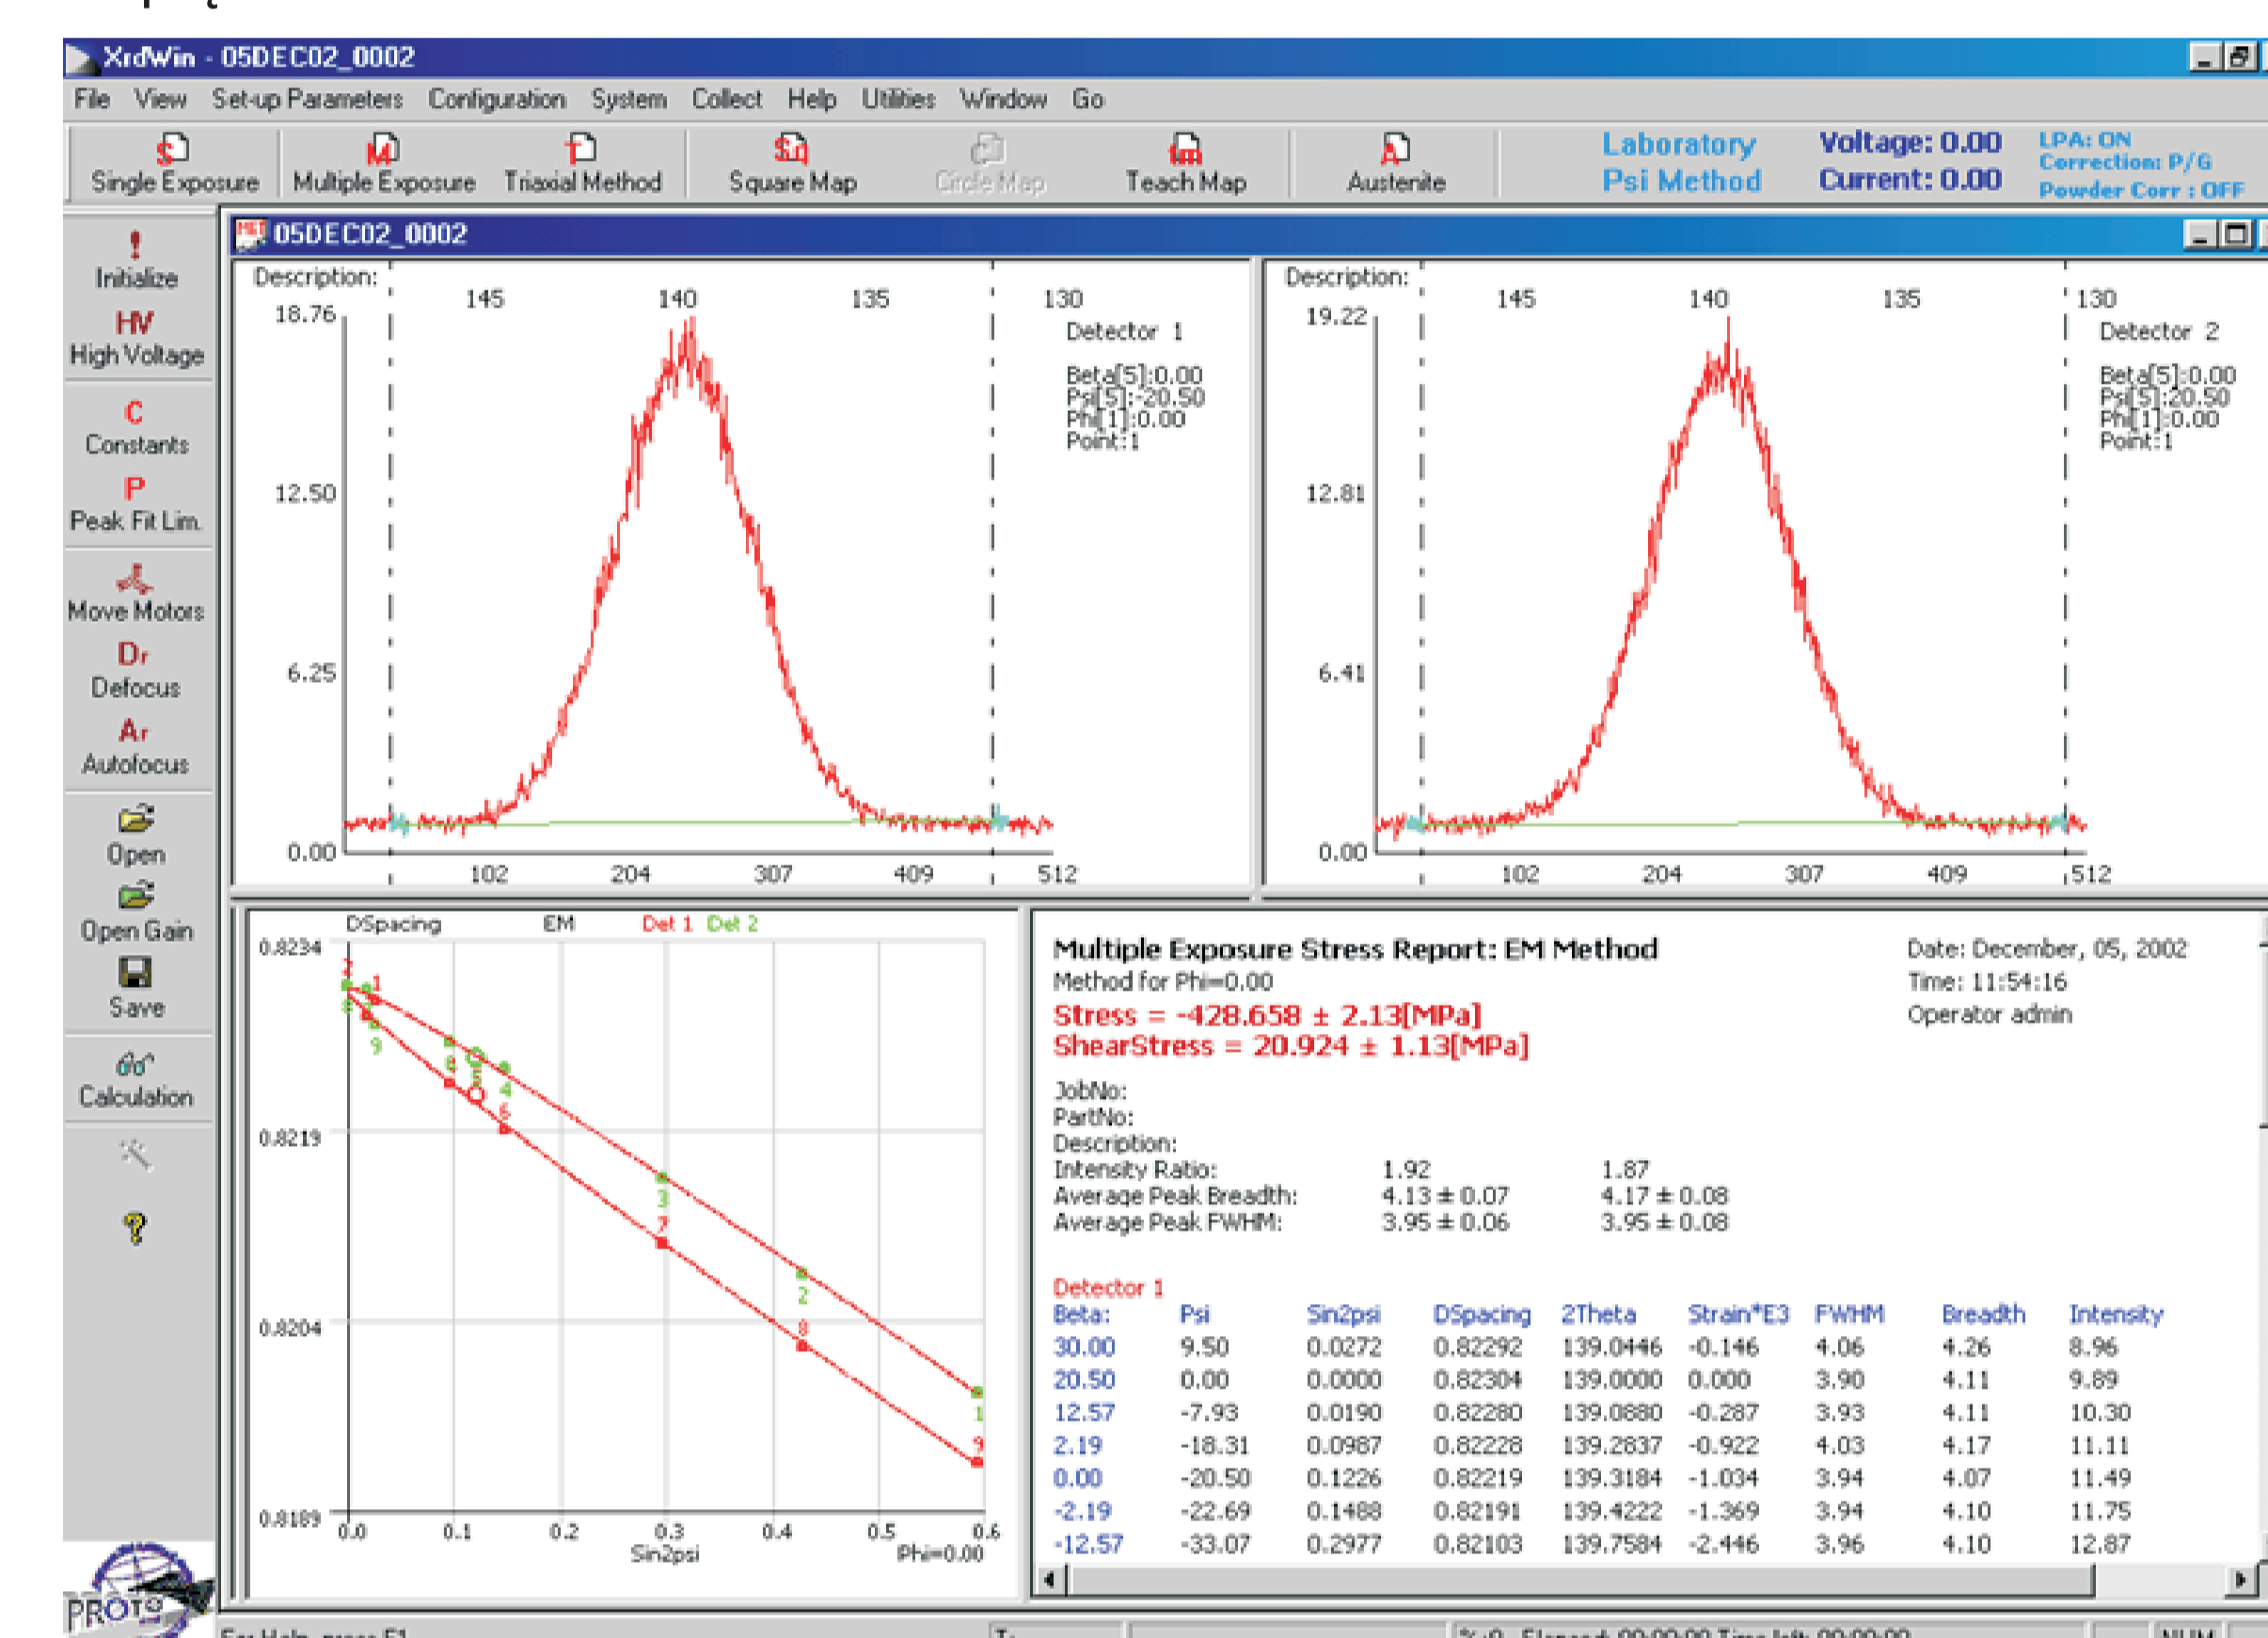 XrdWin - 05DEC02_0002
File View Set-up Parameters Configuration System Collect Help Utilities Window Go
Single Exposure Multiple Exposure Triaxial Method Square Map Circle Map Teach Map Austenite
Laboratory
Psi Method
Voltage: 0.00
Current: 0.00
LPA: ON
Correction: P/G
Powder Corr : OFF
!
Initialize
HV
High Voltage
C
Constants
P
Peak Fit Lim.
Move Motors
Dr
Defocus
Ar
Autofocus
Open
Open Gain
Save
Calculation
?
PROTO
05DEC02_0002
Description:
145 140 135 130
18.76
12.50
6.25
0.00
102 204 307 409 512
Detector 1
Beta[5]:0.00
Psi[5]:-20.50
Phi[1]:0.00
Point:1
Description:
145 140 135 130
19.22
12.81
6.41
0.00
102 204 307 409 512
Detector 2
Beta[5]:0.00
Psi[5]:20.50
Phi[1]:0.00
Point:1
DSpacing EM Det 1 Det 2
0.8234
0.8219
0.8204
0.8189
0.0 0.1 0.2 0.3 0.4 0.5 0.6
Sin2psi Phi=0.00
Multiple Exposure Stress Report: EM Method
Method for Phi=0.00
Stress = -428.658 ± 2.13[MPa]
ShearStress = 20.924 ± 1.13[MPa]
Date: December, 05, 2002
Time: 11:54:16
Operator admin
JobNo:
PartNo:
Description:
Intensity Ratio: 1.92 1.87
Average Peak Breadth: 4.13 ± 0.07 4.17 ± 0.08
Average Peak FWHM: 3.95 ± 0.06 3.95 ± 0.08
Detector 1
Beta: Psi Sin2psi DSpacing 2Theta Strain*E3 FWHM Breadth Intensity
30.00 9.50 0.0272 0.82292 139.0446 -0.146 4.06 4.26 8.96
20.50 0.00 0.0000 0.82304 139.0000 0.000 3.90 4.11 9.89
12.57 -7.93 0.0190 0.82280 139.0880 -0.287 3.93 4.11 10.30
2.19 -18.31 0.0987 0.82228 139.2837 -0.922 4.03 4.17 11.11
0.00 -20.50 0.1226 0.82219 139.3184 -1.034 3.94 4.07 11.49
-2.19 -22.69 0.1488 0.82191 139.4222 -1.369 3.94 4.10 11.75
-12.57 -33.07 0.2977 0.82103 139.7584 -2.446 3.96 4.10 12.87